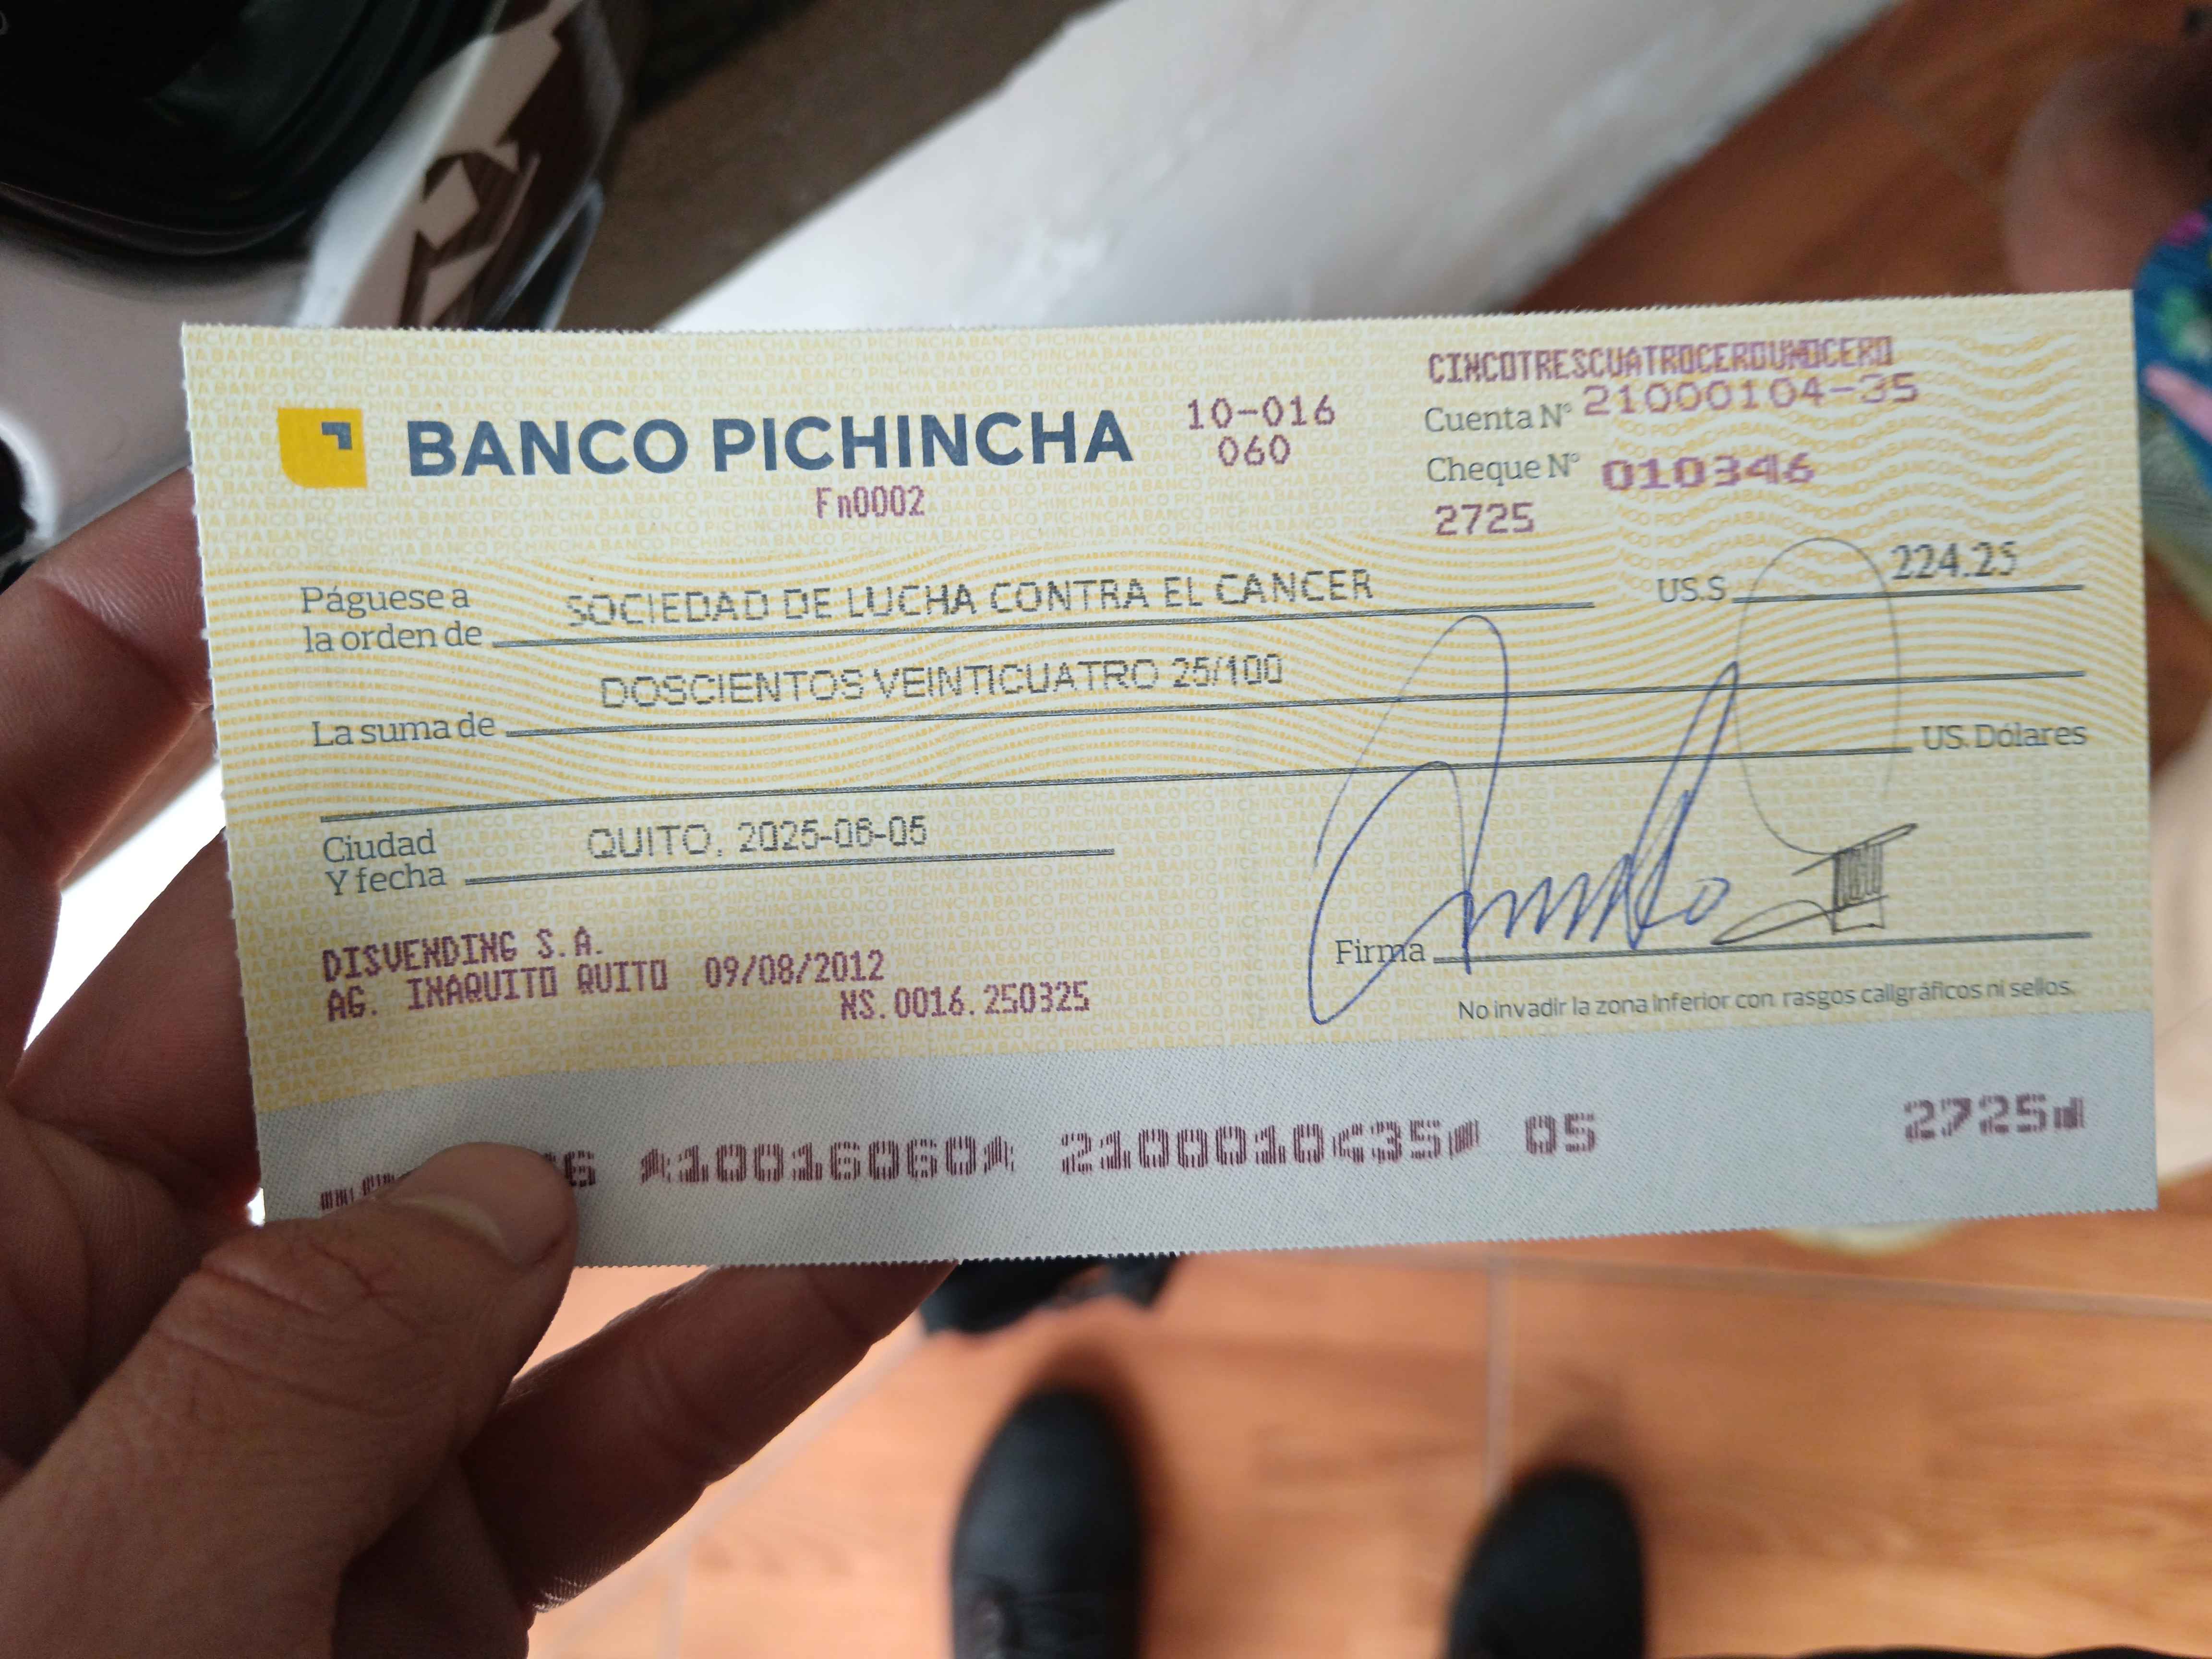 BANCO PICHINCHA
Fn0002
10-016
060
CINCOTRESCUATROCEROUNOCERO
Cuenta N° 21000104-35
Cheque N° 010346
2725
Páguese a
la orden de SOCIEDAD DE LUCHA CONTRA EL CANCER
US.$ 224.25
La suma de DOSCIENTOS VEINTICUATRO 25/100
US. Dólares
Ciudad
Y fecha QUITO, 2025-08-05
DISVENDING S.A.
AG. INAQUITO QUITO 09/08/2012
NS.0016.250325
Firma
No invadir la zona inferior con rasgos caligráficos ni sellos.
10016060 2100010435 05 2725